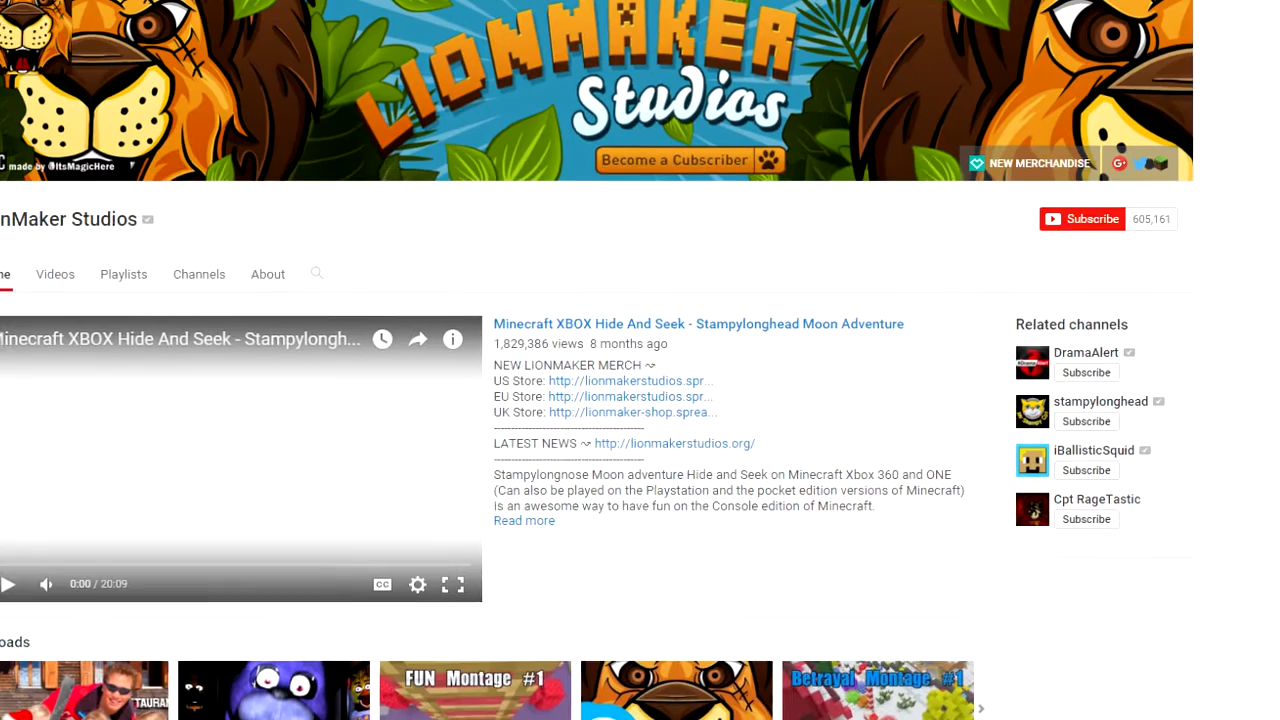 LIONMAKER
Studios
Become a Cubscriber
made by @ItsMagicHere
NEW MERCHANDISE
nMaker Studios
Subscribe 605,161
Videos Playlists Channels About
Minecraft XBOX Hide And Seek - Stampylongh...
Minecraft XBOX Hide And Seek - Stampylonghead Moon Adventure
1,829,386 views 8 months ago
NEW LIONMAKER MERCH ↝
US Store: http://lionmakerstudios.spr...
EU Store: http://lionmakerstudios.spr...
UK Store: http://lionmaker-shop.sprea...
-------------------------------------------
LATEST NEWS ↝ http://lionmakerstudios.org/
-------------------------------------------
Stampylongnose Moon adventure Hide and Seek on Minecraft Xbox 360 and ONE
(Can also be played on the Playstation and the pocket edition versions of Minecraft)
Is an awesome way to have fun on the Console edition of Minecraft.
Read more
0:00 / 20:09
CC
Related channels
DramaAlert
Subscribe
stampylonghead
Subscribe
iBallisticSquid
Subscribe
Cpt RageTastic
Subscribe
oads
TAURAN
FUN Montage #1
Betrayal Montage #1